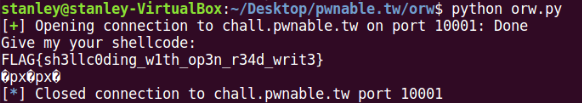 stanley@stanley-VirtualBox:~/Desktop/pwnable.tw/orw$ python orw.py
[+] Opening connection to chall.pwnable.tw on port 10001: Done
Give my your shellcode:
FLAG{sh3llc0ding_w1th_op3n_r34d_writ3}
�px�px�
[*] Closed connection to chall.pwnable.tw port 10001